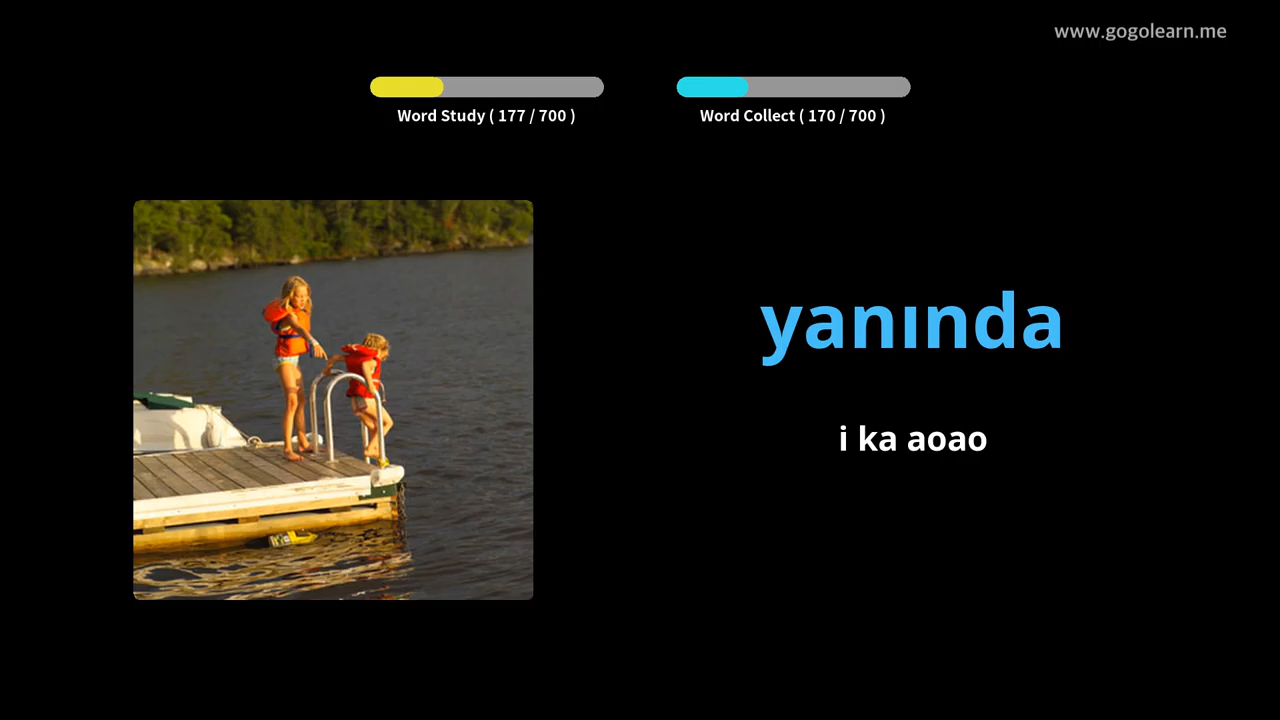 www.gogolearn.me
Word Study ( 177 / 700 )
Word Collect ( 170 / 700 )
yanında
i ka aoao